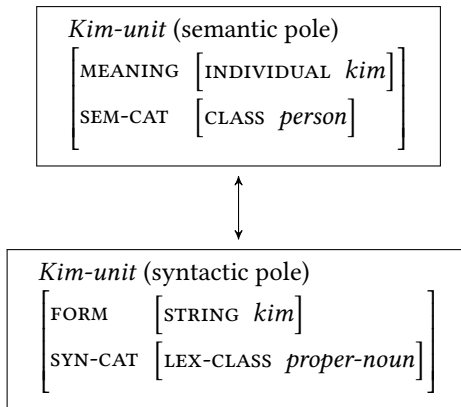 Kim-unit (semantic pole)
[MEANING [INDIVIDUAL kim]]
[SEM-CAT [CLASS person]]
Kim-unit (syntactic pole)
[FORM [STRING kim]]
[SYN-CAT [LEX-CLASS proper-noun]]